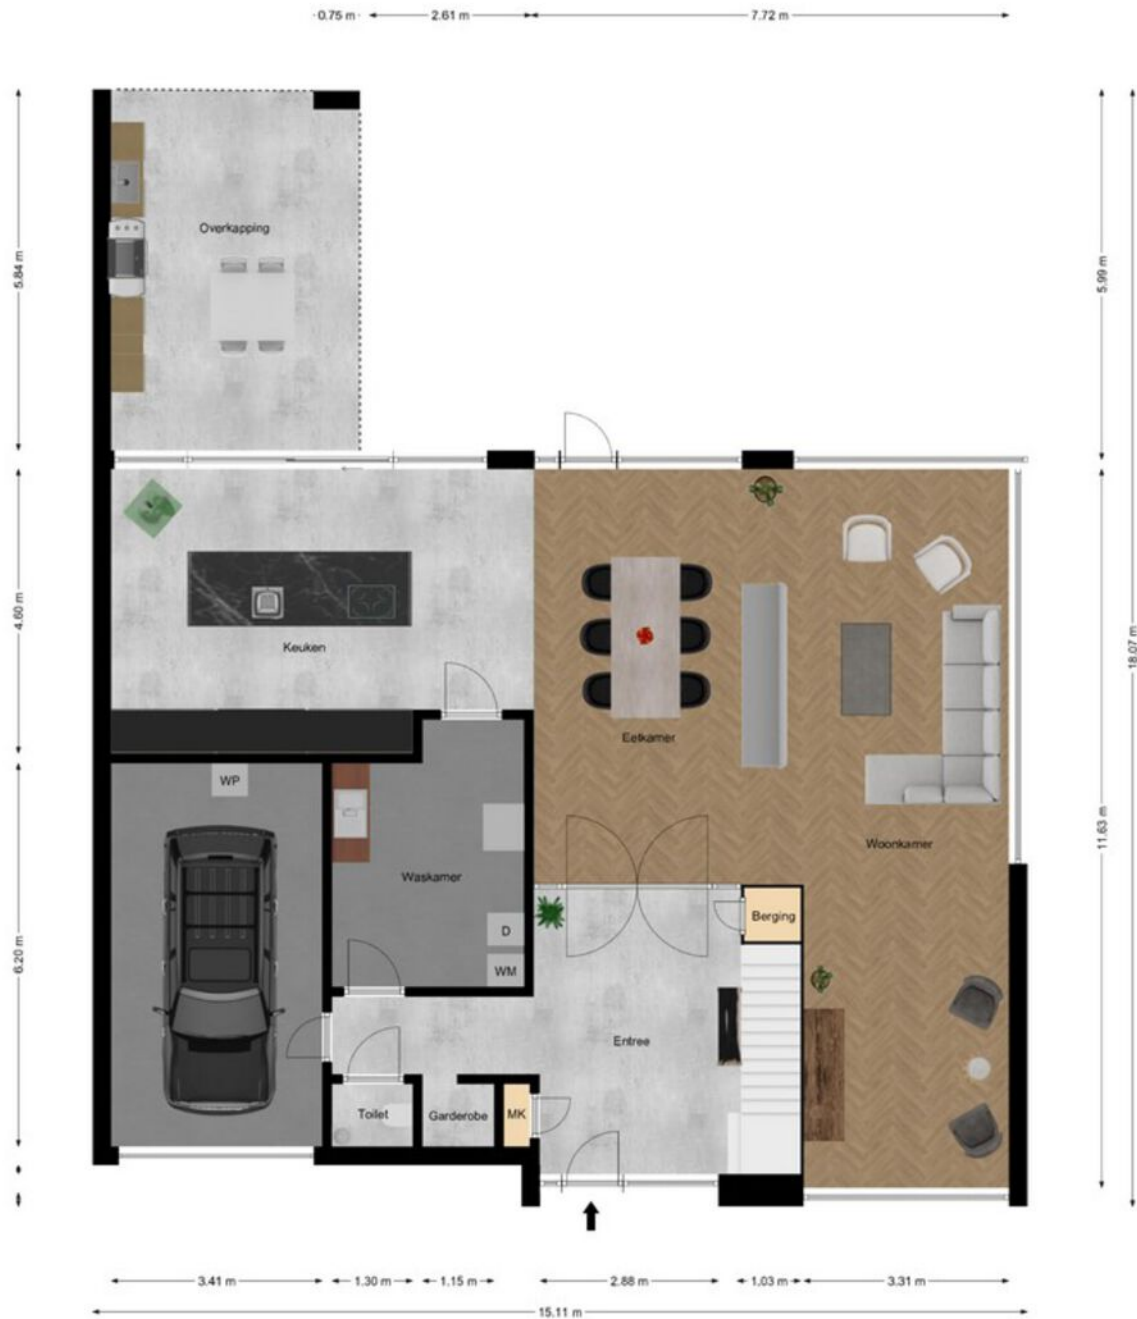 0.75 m
2.61 m
7.72 m
Overkapping
5.84 m
5.99 m
4.60 m
Keuken
Eetkamer
18.07 m
WP
Woonkamer
11.63 m
Waskamer
Berging
D
6.20 m
WM
Entree
Toilet
Garderobe
MK
3.41 m
1.30 m
1.15 m
2.88 m
1.03 m
3.31 m
15.11 m